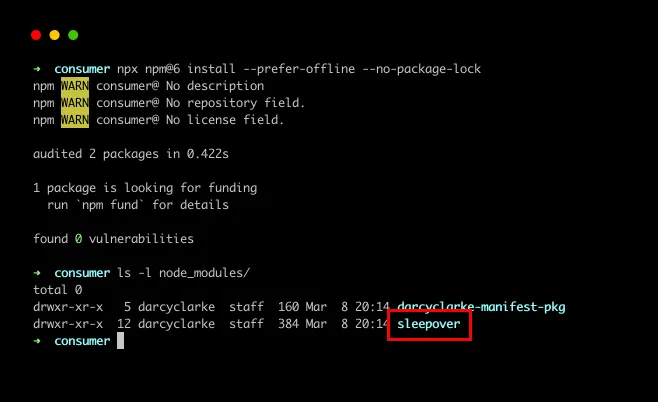 ➜  consumer npx npm@6 install --prefer-offline --no-package-lock
npm WARN consumer@ No description
npm WARN consumer@ No repository field.
npm WARN consumer@ No license field.
audited 2 packages in 0.422s
1 package is looking for funding
  run `npm fund` for details
found 0 vulnerabilities
➜  consumer ls -l node_modules/
total 0
drwxr-xr-x   5 darcyclarke  staff  160 Mar  8 20:14 darcyclarke-manifest-pkg
drwxr-xr-x  12 darcyclarke  staff  384 Mar  8 20:14 sleepover
➜  consumer